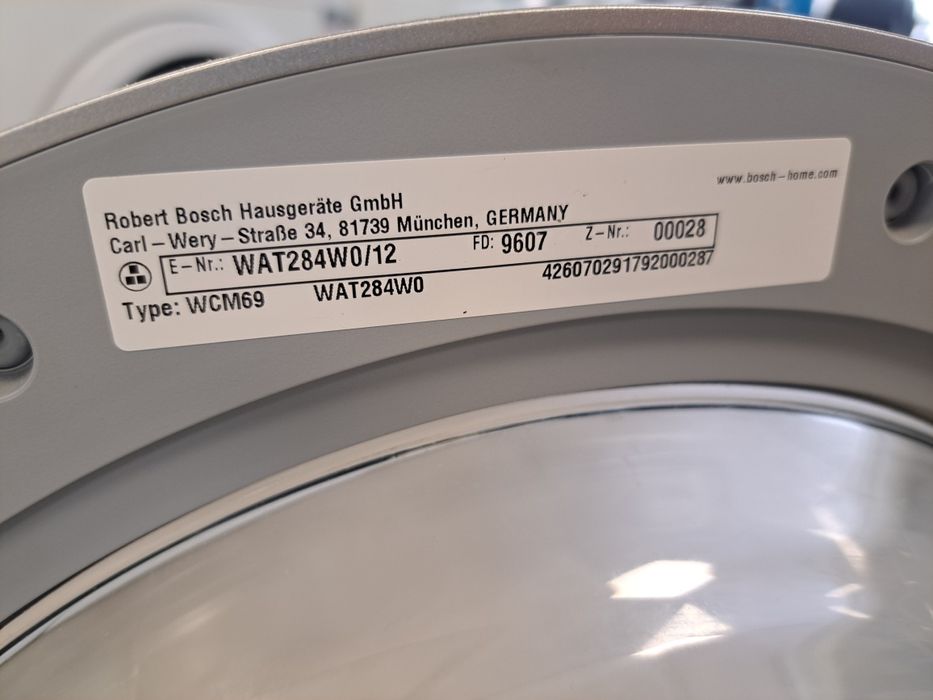 www.bosch-home.com
Robert Bosch Hausgeräte GmbH
Carl-Wery-Straße 34, 81739 München, GERMANY
E-Nr.: WAT284W0/12 FD: 9607 Z-Nr.: 00028
Type: WCM69 WAT284W0 426070291792000287